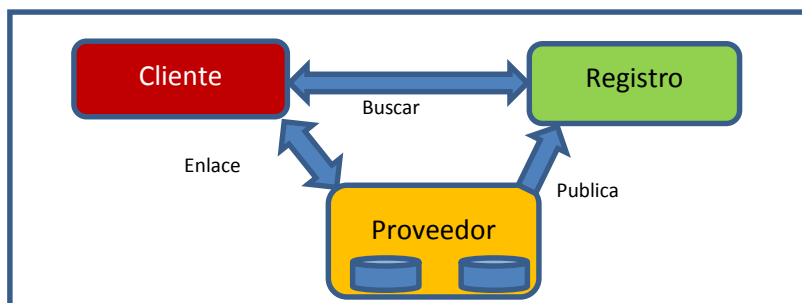 Cliente
Registro
Buscar
Enlace
Publica
Proveedor